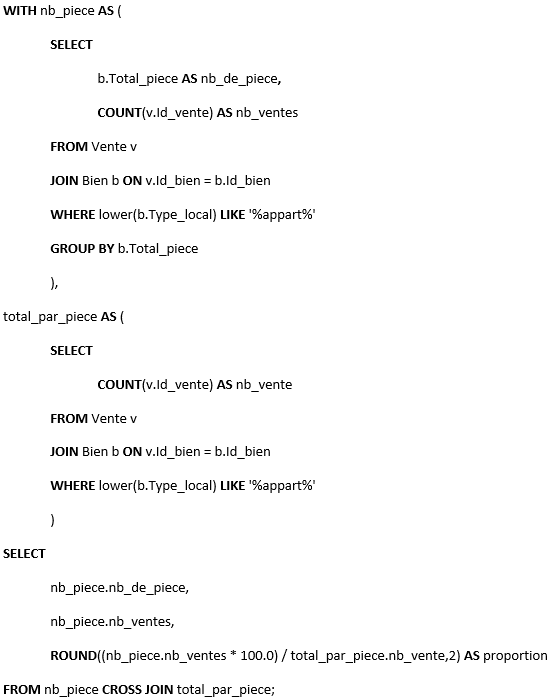 WITH nb_piece AS (
SELECT
b.Total_piece AS nb_de_piece,
COUNT(v.Id_vente) AS nb_ventes
FROM Vente v
JOIN Bien b ON v.Id_bien = b.Id_bien
WHERE lower(b.Type_local) LIKE '%appart%'
GROUP BY b.Total_piece
),
total_par_piece AS (
SELECT
COUNT(v.Id_vente) AS nb_vente
FROM Vente v
JOIN Bien b ON v.Id_bien = b.Id_bien
WHERE lower(b.Type_local) LIKE '%appart%'
)
SELECT
nb_piece.nb_de_piece,
nb_piece.nb_ventes,
ROUND((nb_piece.nb_ventes * 100.0) / total_par_piece.nb_vente,2) AS proportion
FROM nb_piece CROSS JOIN total_par_piece;